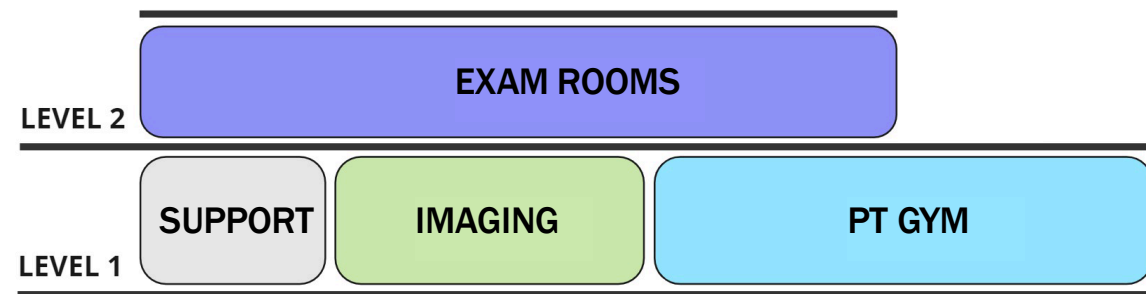 EXAM ROOMS
LEVEL 2
SUPPORT
IMAGING
PT GYM
LEVEL 1